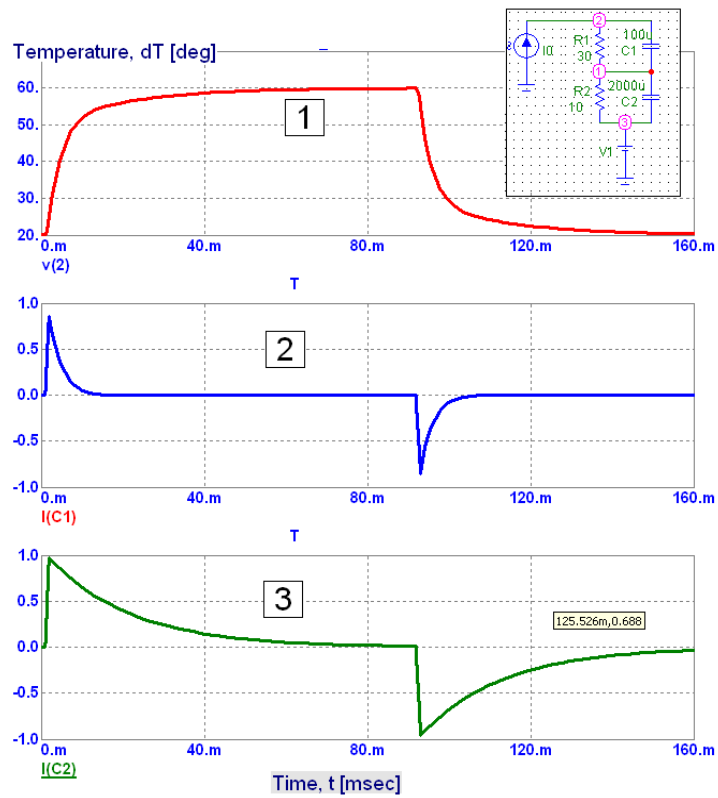 Temperature, dT [deg]
60.
50.
40.
30.
20.
0.m 40.m 80.m 120.m 160.m
v(2)
T
1
2
R1
30
100u
C1
I0
1
R2
10
2000u
C2
3
V1
1.0
0.5
0.0
-0.5
-1.0
0.m 40.m 80.m 120.m 160.m
I(C1)
T
2
1.0
0.5
0.0
-0.5
-1.0
0.m 40.m 80.m 120.m 160.m
I(C2)
3
125.526m,0.688
Time, t [msec]